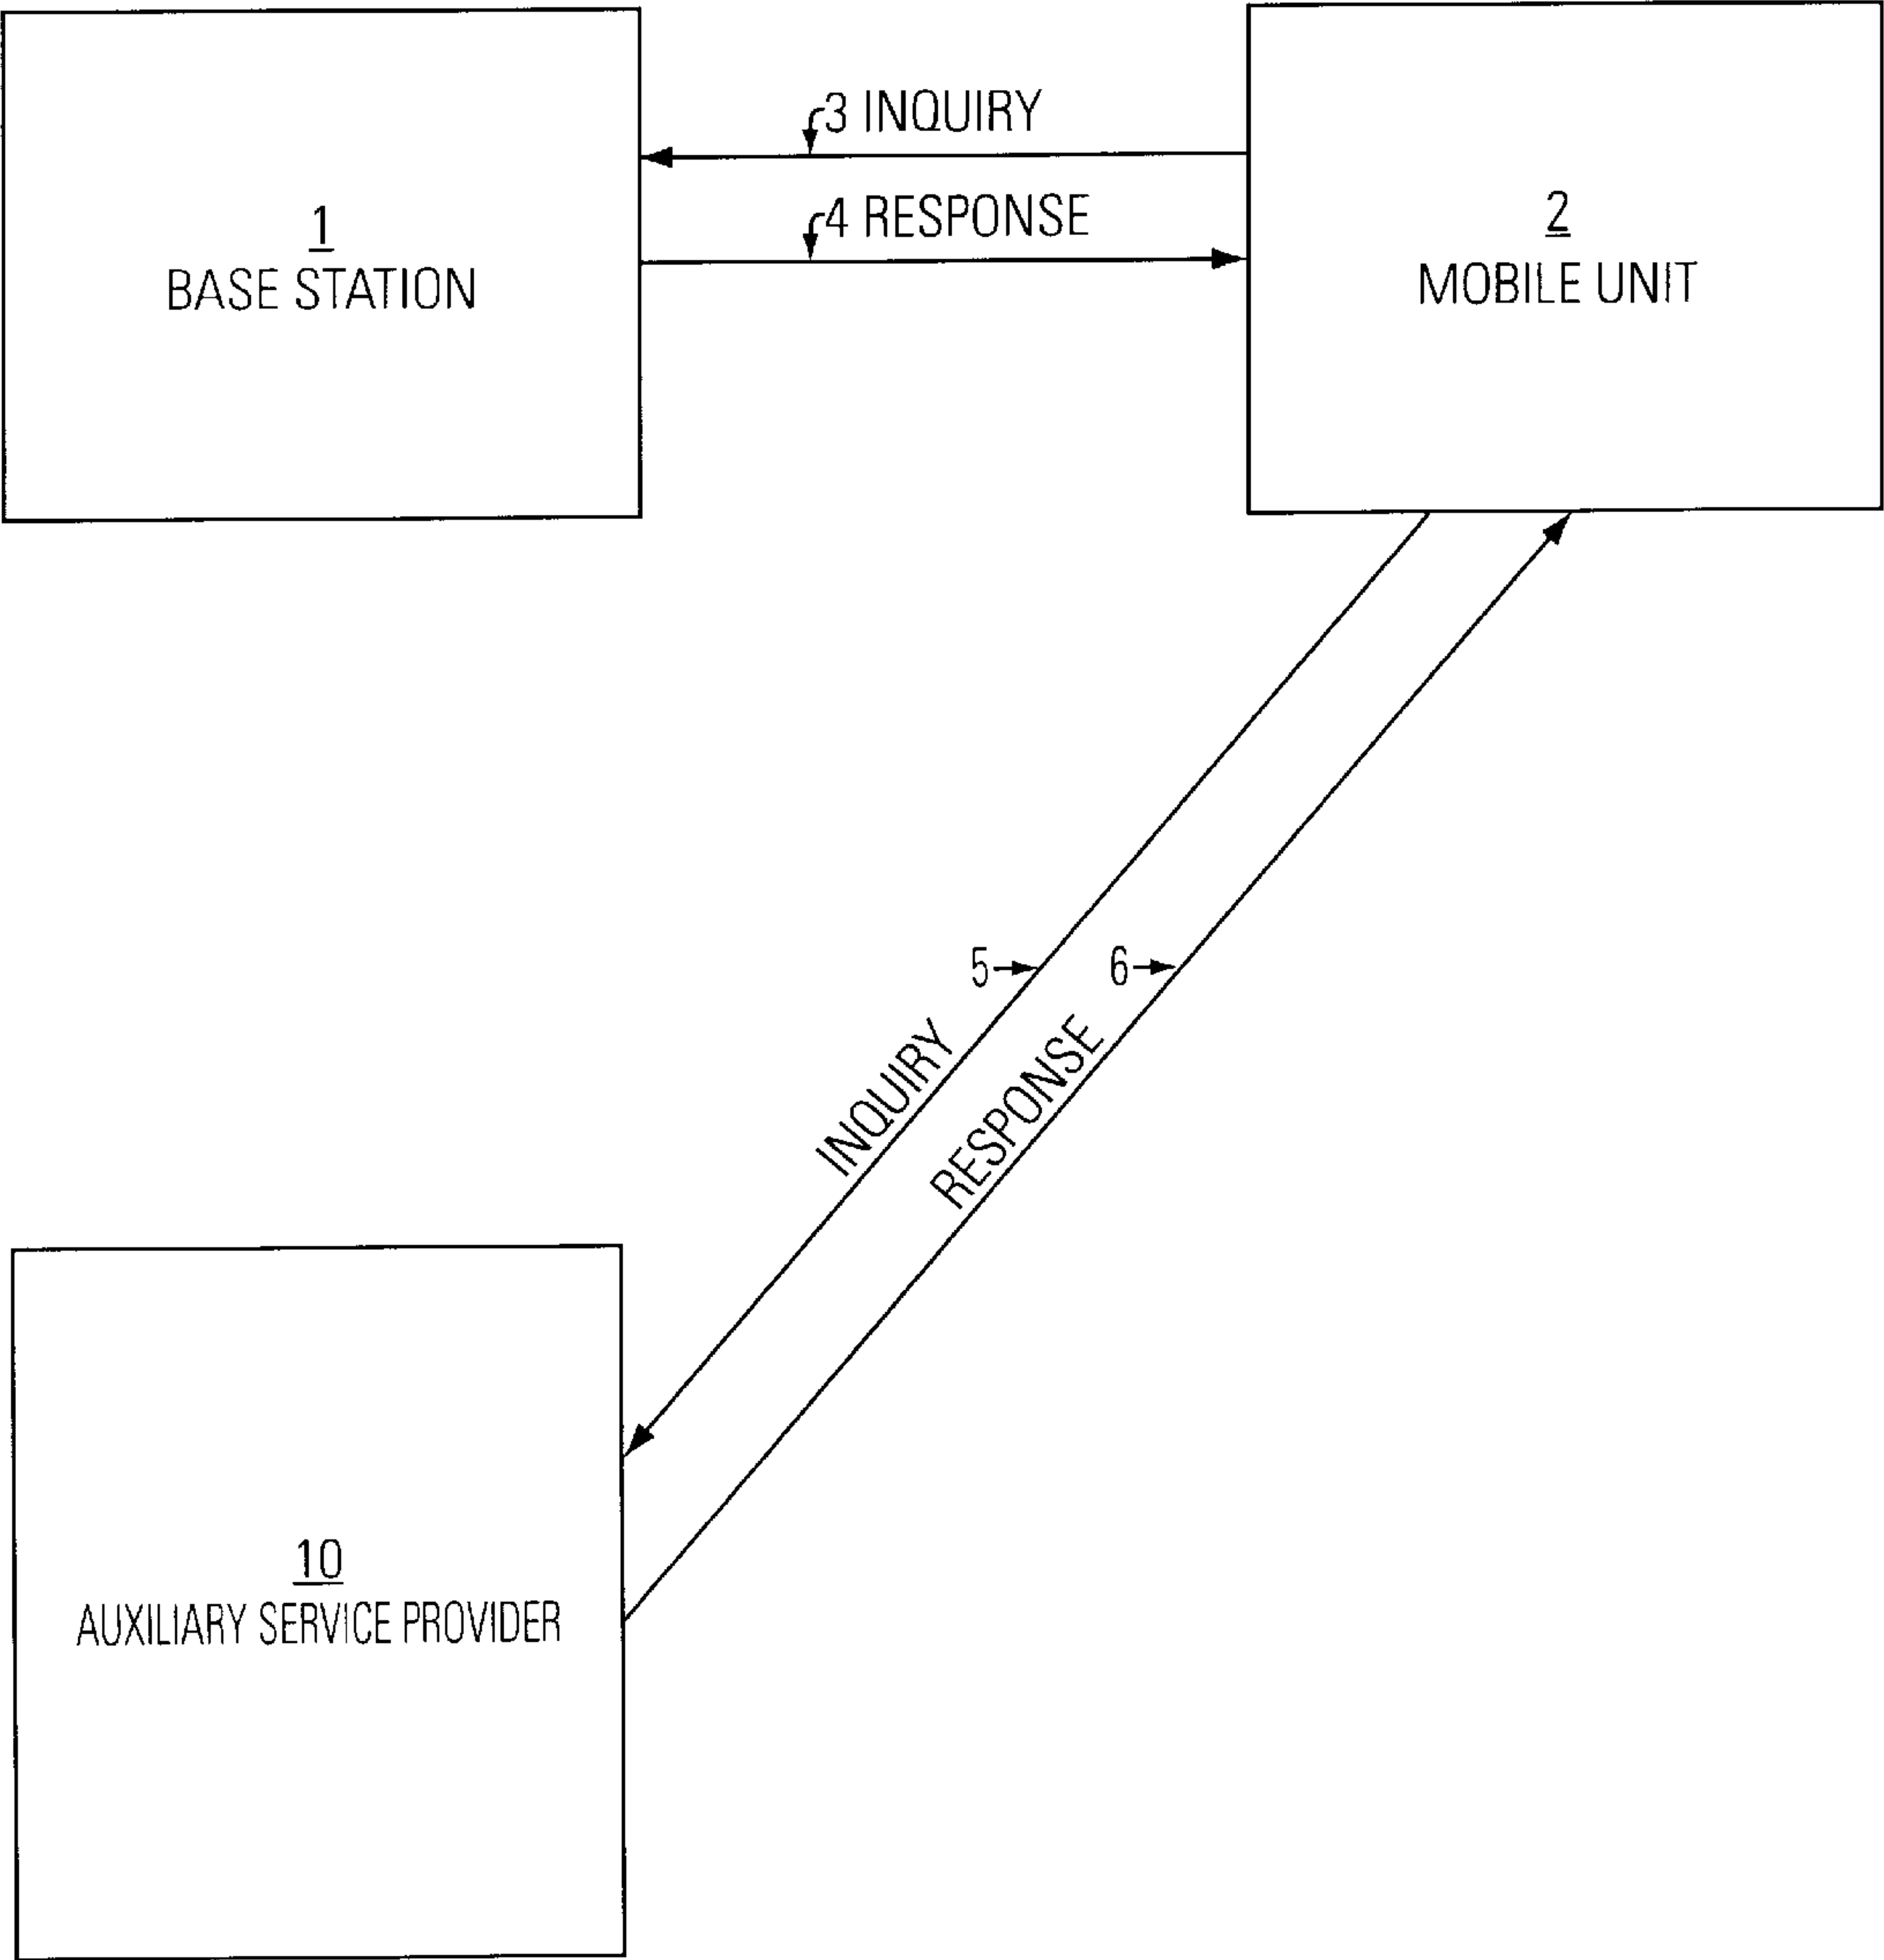 3 INQUIRY
4 RESPONSE
1
BASE STATION
2
MOBILE UNIT
5
6
INQUIRY
RESPONSE
10
AUXILIARY SERVICE PROVIDER